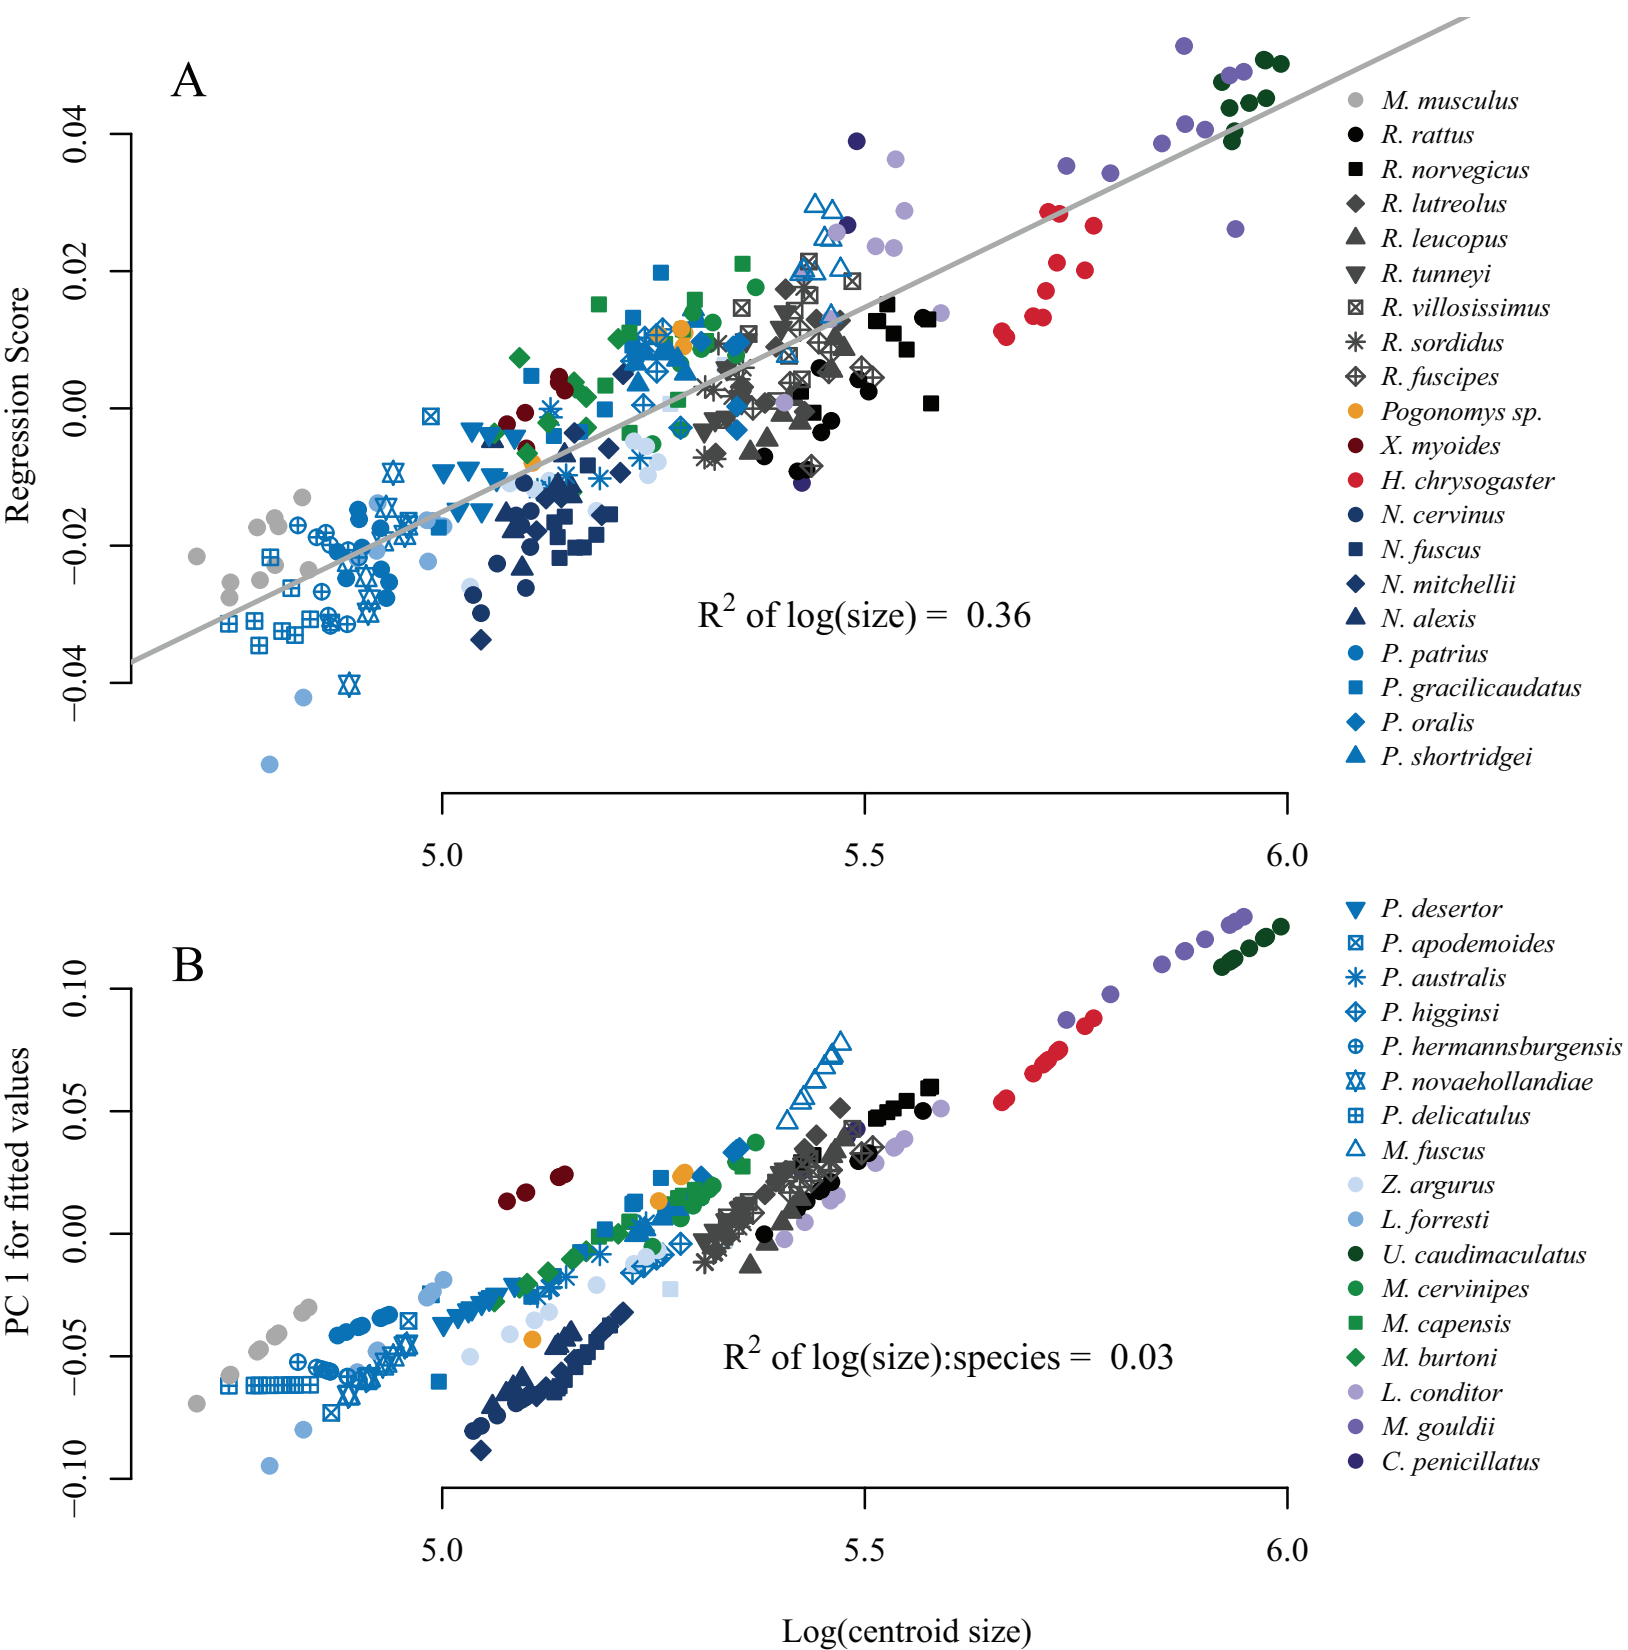 A
Regression Score
0.04
0.02
0.00
−0.02
−0.04
R² of log(size) = 0.36
5.0
5.5
6.0
M. musculus
R. rattus
R. norvegicus
R. lutreolus
R. leucopus
R. tunneyi
R. villosissimus
R. sordidus
R. fuscipes
Pogonomys sp.
X. myoides
H. chrysogaster
N. cervinus
N. fuscus
N. mitchellii
N. alexis
P. patrius
P. gracilicaudatus
P. oralis
P. shortridgei
B
PC 1 for fitted values
0.10
0.05
0.00
−0.05
−0.10
R² of log(size):species = 0.03
5.0
5.5
6.0
Log(centroid size)
P. desertor
P. apodemoides
P. australis
P. higginsi
P. hermannsburgensis
P. novaehollandiae
P. delicatulus
M. fuscus
Z. argurus
L. forresti
U. caudimaculatus
M. cervinipes
M. capensis
M. burtoni
L. conditor
M. gouldii
C. penicillatus